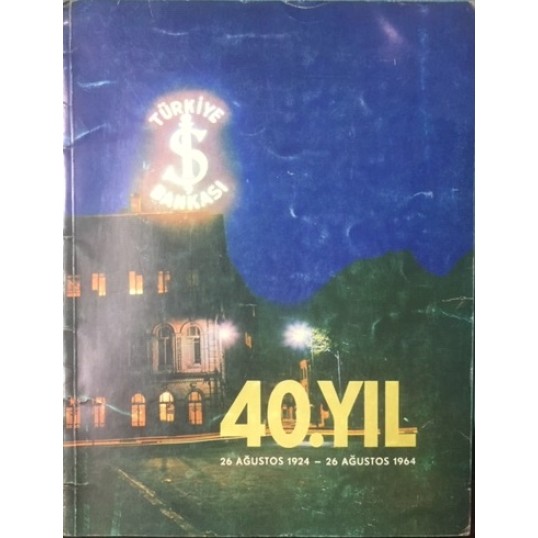 TÜRKİYE
İŞ
BANKASI
40.YIL
26 AĞUSTOS 1924 – 26 AĞUSTOS 1964